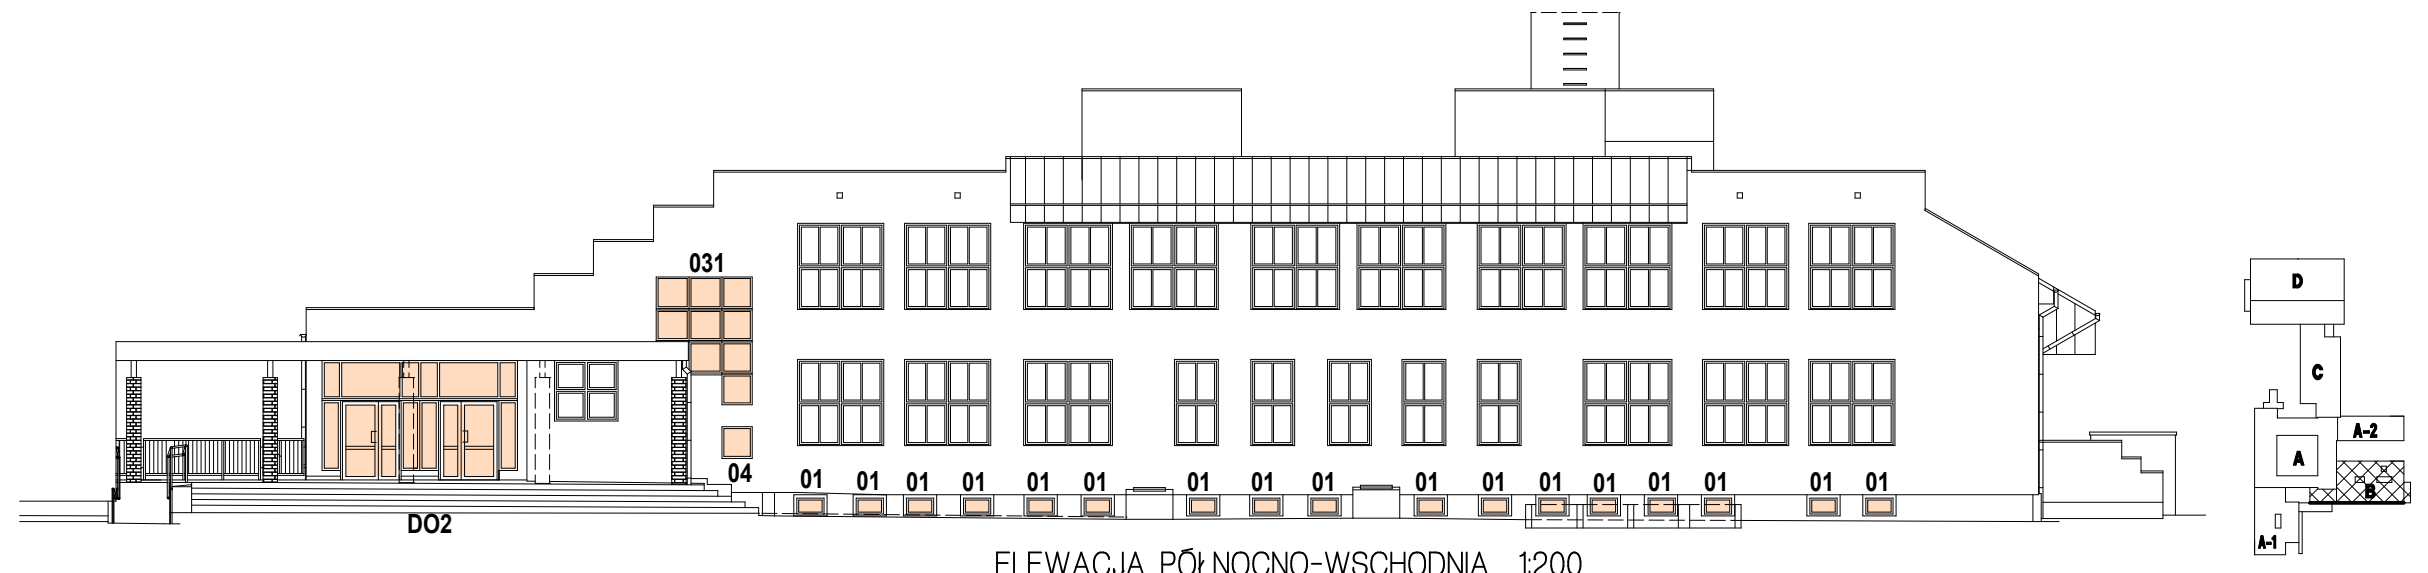 031
04
01 01 01 01 01 01 01 01 01 01 01 01 01 01 01 01 01
DO2
ELEWACJA PÓŁNOCNO-WSCHODNIA 1:200
D
C
A-2
A
B
A-1